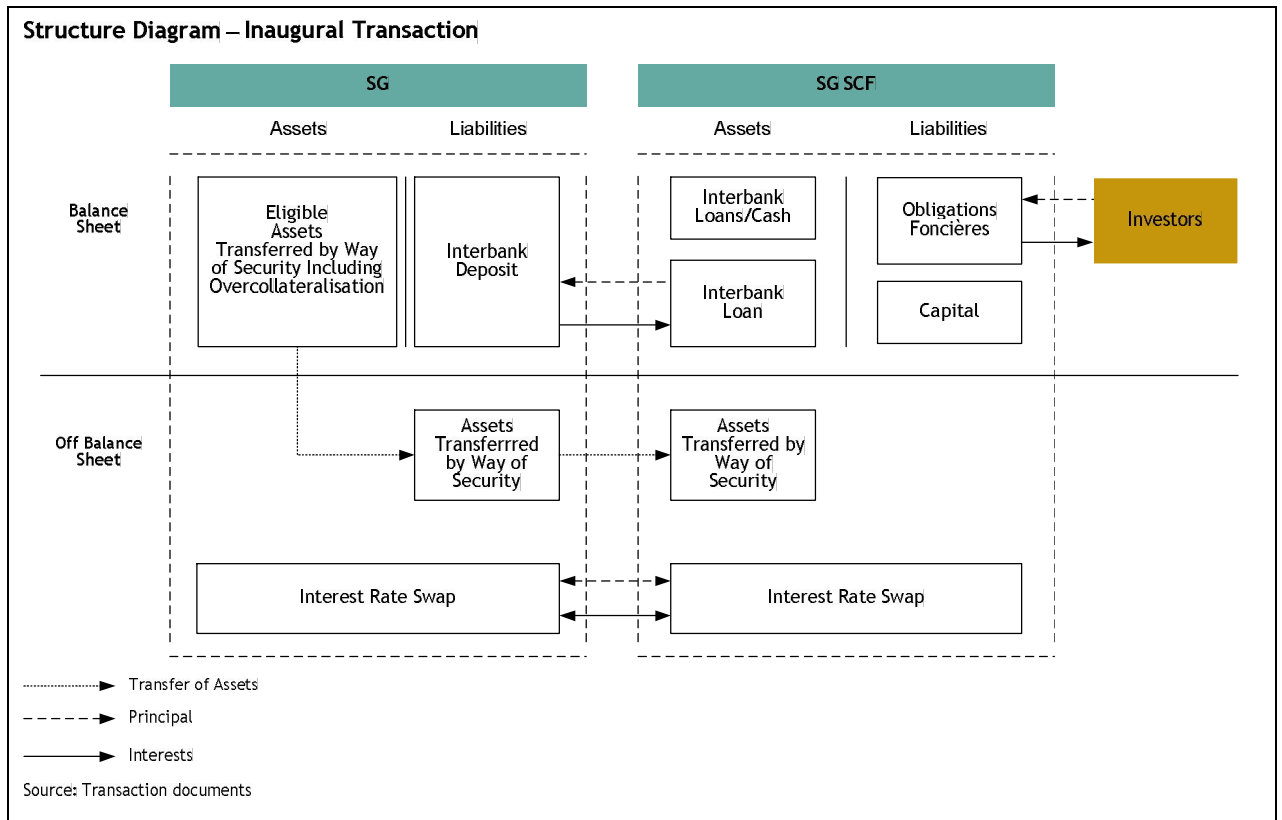 Structure Diagram – Inaugural Transaction
SG
SG SCF
Assets
Liabilities
Assets
Liabilities
Balance
Sheet
Eligible
Assets
Transferred by Way
of Security Including
Overcollateralisation
Interbank
Deposit
Interbank
Loans/Cash
Interbank
Loan
Obligations
Foncières
Capital
Investors
Off Balance
Sheet
Assets
Transferrred
by Way of
Security
Assets
Transferred by
Way of
Security
Interest Rate Swap
Interest Rate Swap
Transfer of Assets
Principal
Interests
Source: Transaction documents